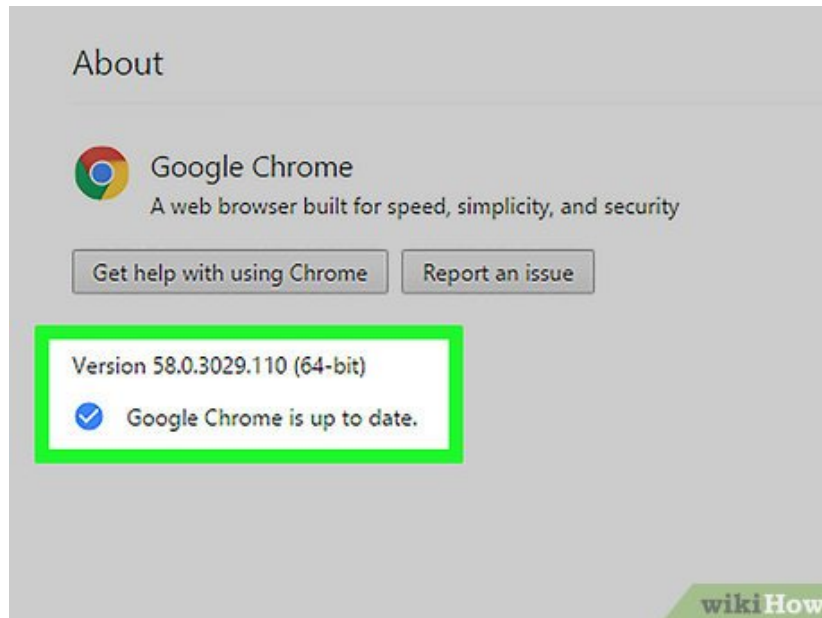 About
Google Chrome
A web browser built for speed, simplicity, and security
Get help with using Chrome
Report an issue
Version 58.0.3029.110 (64-bit)
Google Chrome is up to date.
wikiHow